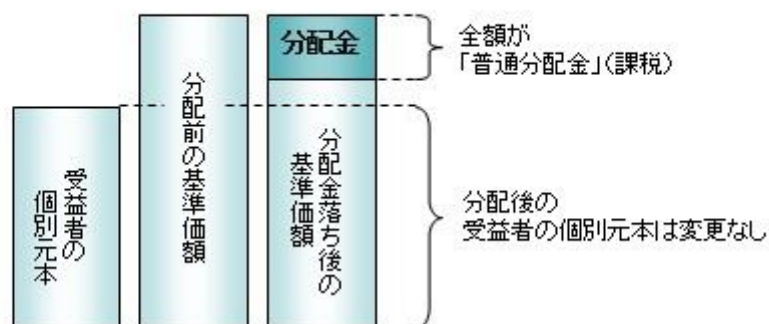 受益者の
個別元本
分配前の基準価額
分配金
分配金落ち後の
基準価額
全額が
「普通分配金」(課税)
分配後の
受益者の個別元本は変更なし